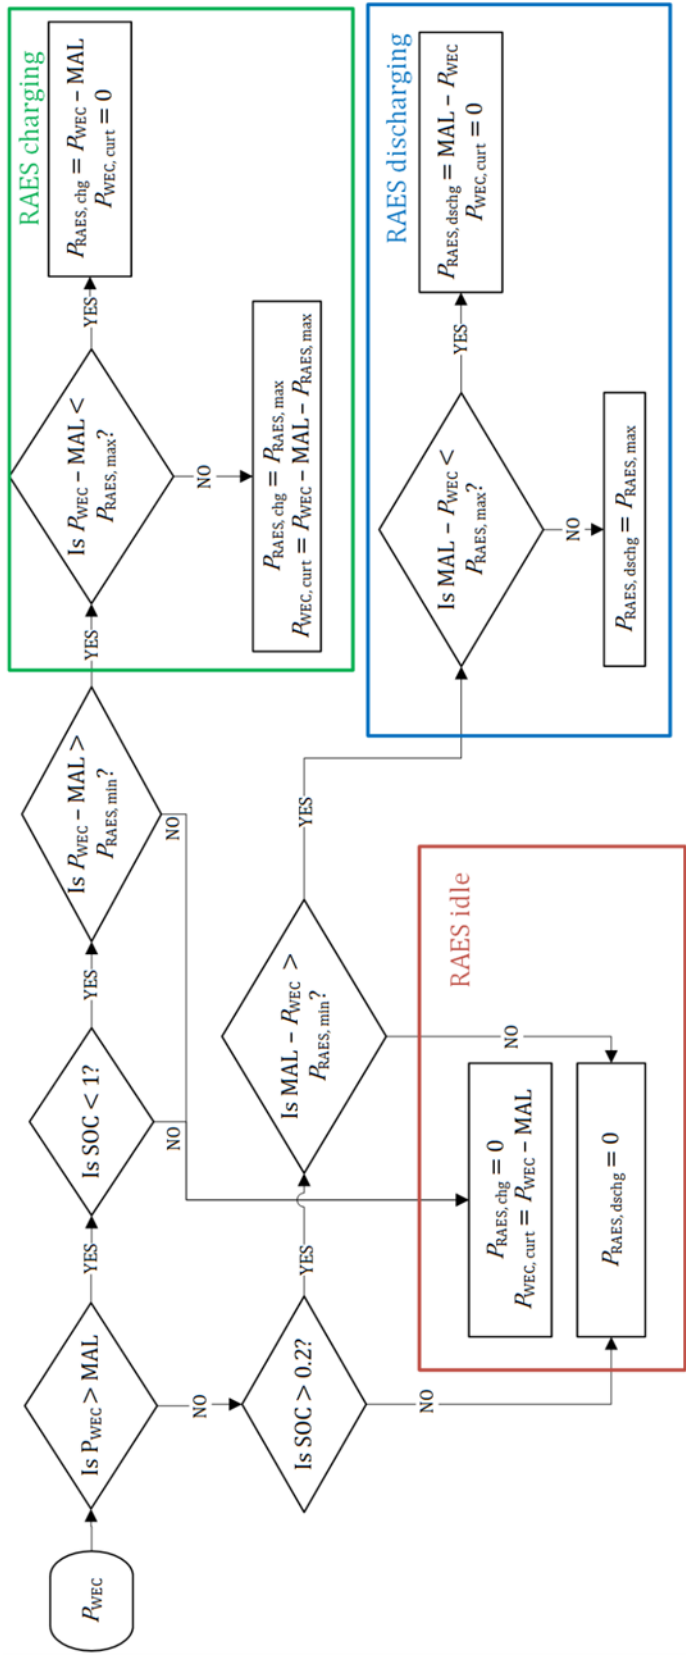 P_WEC
Is P_WEC > MAL
YES
Is SOC < 1?
YES
Is P_WEC − MAL >
P_RAES, min?
YES
RAES charging
Is P_WEC − MAL <
P_RAES, max?
YES
P_RAES, chg = P_WEC − MAL
P_WEC, curt = 0
NO
P_RAES, chg = P_RAES, max
P_WEC, curt = P_WEC − MAL − P_RAES, max
NO
NO
NO
Is SOC > 0.2?
YES
Is MAL − P_WEC >
P_RAES, min?
YES
RAES discharging
Is MAL − P_WEC <
P_RAES, max?
YES
P_RAES, dschg = MAL − P_WEC
P_WEC, curt = 0
NO
P_RAES, dschg = P_RAES, max
NO
NO
RAES idle
P_RAES, chg = 0
P_WEC, curt = P_WEC − MAL
P_RAES, dschg = 0